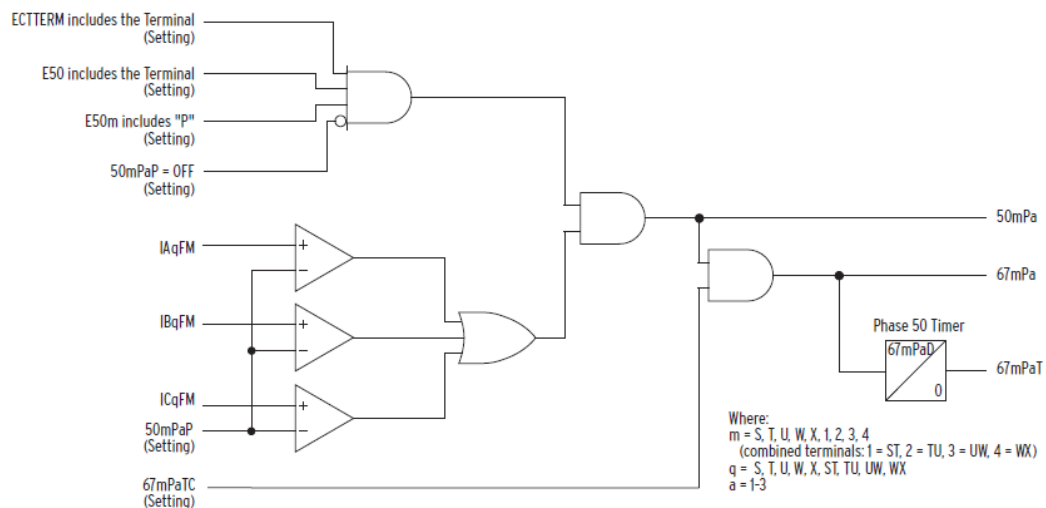 ECTTERM includes the Terminal
(Setting)
E50 includes the Terminal
(Setting)
E50m includes "P"
(Setting)
50mPaP = OFF
(Setting)
IAqFM
+
−
IBqFM
+
−
ICqFM
+
50mPaP
−
(Setting)
67mPaTC
(Setting)
50mPa
67mPa
Phase 50 Timer
67mPaD
0
67mPaT
Where:
m = S, T, U, W, X, 1, 2, 3, 4
(combined terminals: 1 = ST, 2 = TU, 3 = UW, 4 = WX)
q = S, T, U, W, X, ST, TU, UW, WX
a = 1-3